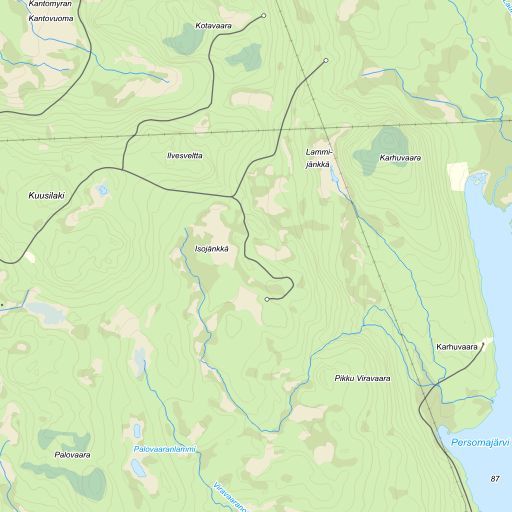 Kantomyran
Kantovuoma
Kotavaara
Ilvesveltta
Lammi-
jänkkä
Karhuvaara
Kuusilaki
Isojänkkä
Karhuvaara
Pikku Viravaara
Palovaara
Palovaaranlammi
Persomajärvi
87